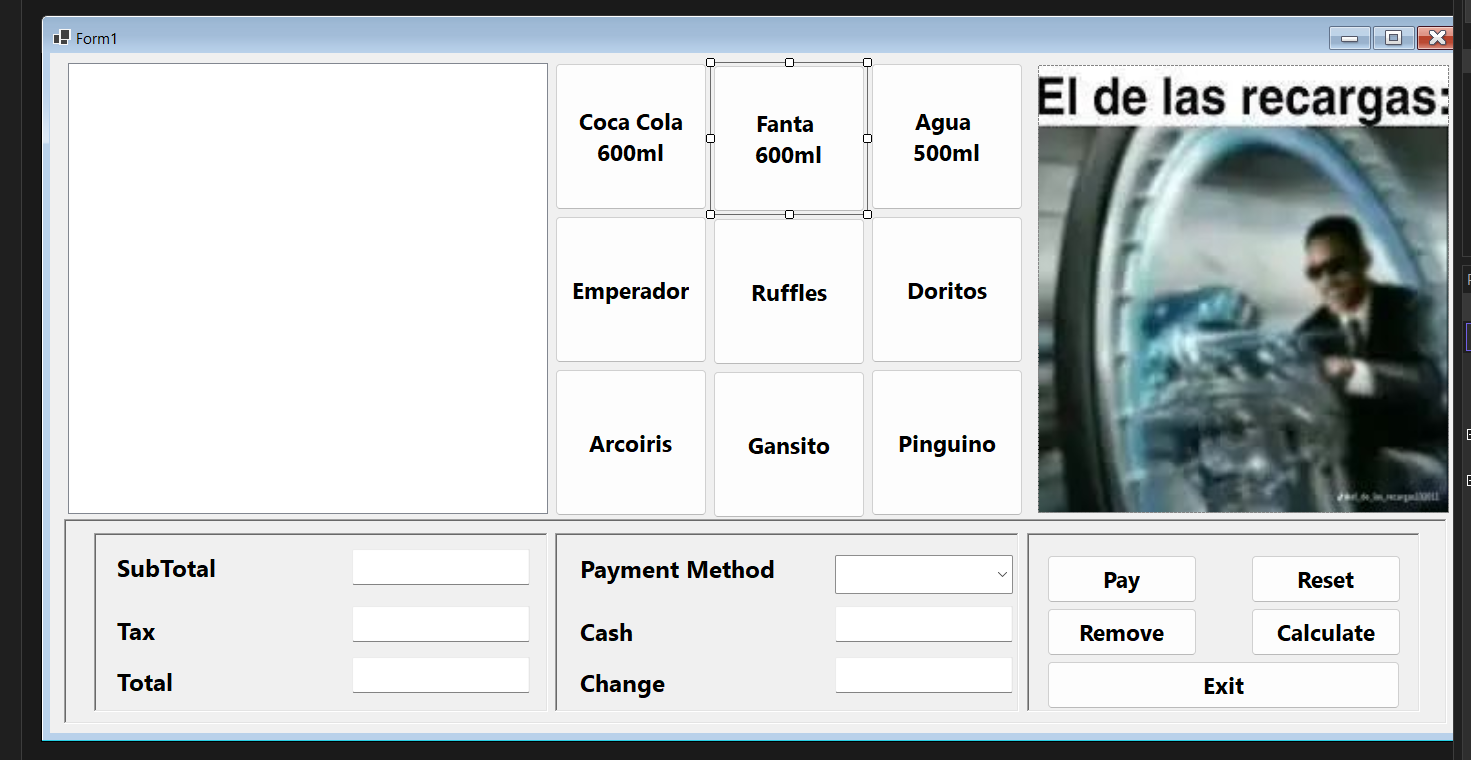 Form1
El de las recargas:
Coca Cola
600ml
Fanta
600ml
Agua
500ml
Emperador
Ruffles
Doritos
Arcoiris
Gansito
Pinguino
SubTotal
Tax
Total
Payment Method
Cash
Change
Pay
Reset
Remove
Calculate
Exit